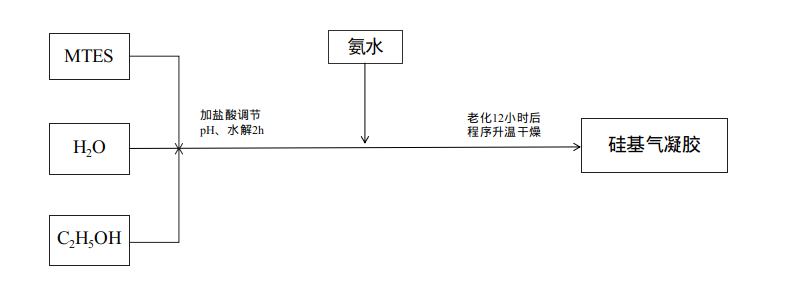 MTES
氨水
加盐酸调节
pH、水解2h
老化12小时后
程序升温干燥
H₂O
硅基气凝胶
C₂H₅OH